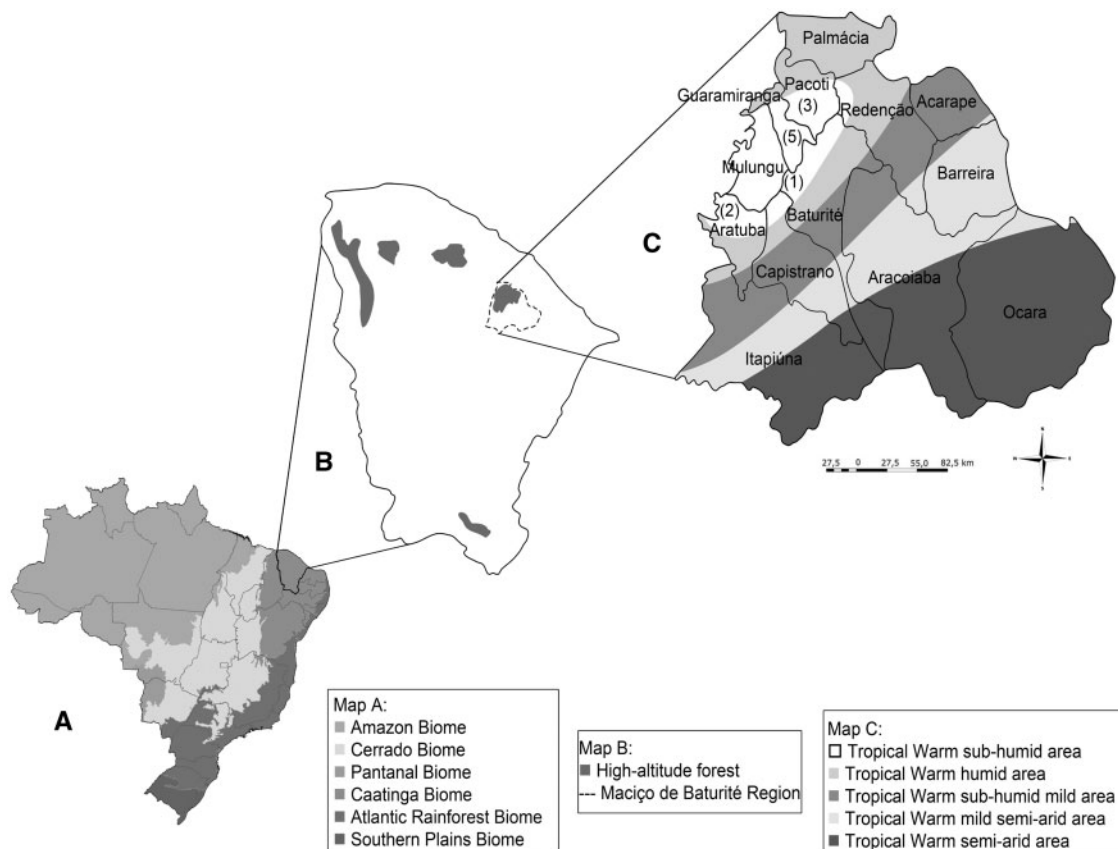 Palmácia
Pacoti
Guaramiranga
(3)
Redenção
Acarape
(5)
Mulungu
(1)
Barreira
(2)
Baturité
Aratuba
C
Capistrano
Aracoiaba
Ocara
Itapiúna
N
W
E
S
27,5 0 27,5 55,0 82,5 km
B
A
Map A:
Amazon Biome
Cerrado Biome
Pantanal Biome
Caatinga Biome
Atlantic Rainforest Biome
Southern Plains Biome
Map B:
High-altitude forest
Maciço de Baturité Region
Map C:
Tropical Warm sub-humid area
Tropical Warm humid area
Tropical Warm sub-humid mild area
Tropical Warm mild semi-arid area
Tropical Warm semi-arid area